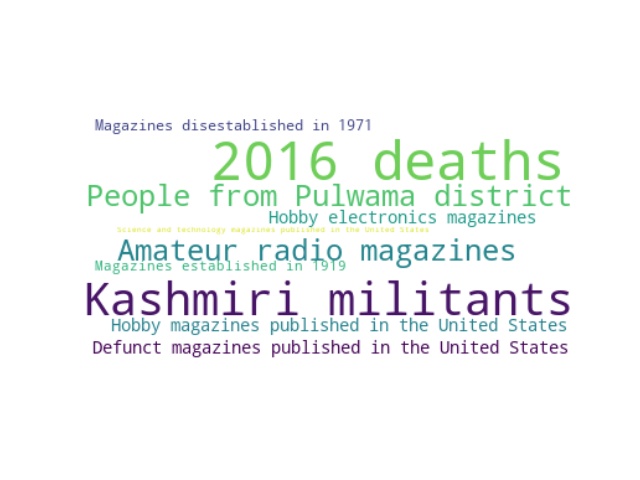 Magazines disestablished in 1971
2016 deaths
People from Pulwama district
Hobby electronics magazines
Science and technology magazines published in the United States
Amateur radio magazines
Magazines established in 1919
Kashmiri militants
Hobby magazines published in the United States
Defunct magazines published in the United States